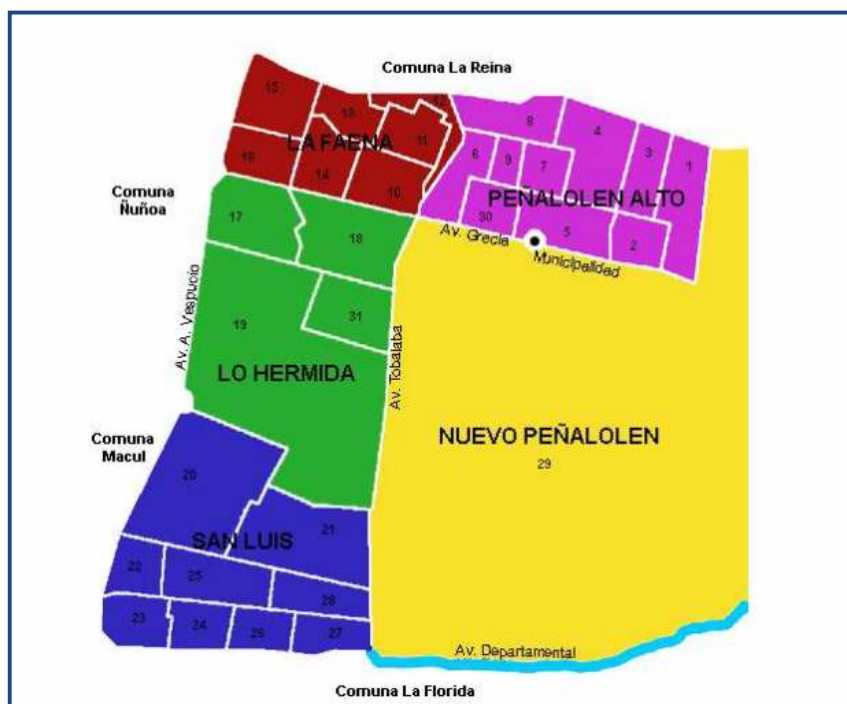 Comuna La Reina
15
13
12
8
4
11
3
1
LA FAENA
6
9
7
16
14
10
PEÑALOLEN ALTO
Comuna
Ñuñoa
17
30
5
2
18
Av. Grecia
Municipalidad
Av. A. Vespucio
19
31
Av. Tobalaba
LO HERMIDA
Comuna
Macul
NUEVO PEÑALOLEN
29
20
21
SAN LUIS
22
25
28
23
24
26
27
Av. Departamental
Comuna La Florida